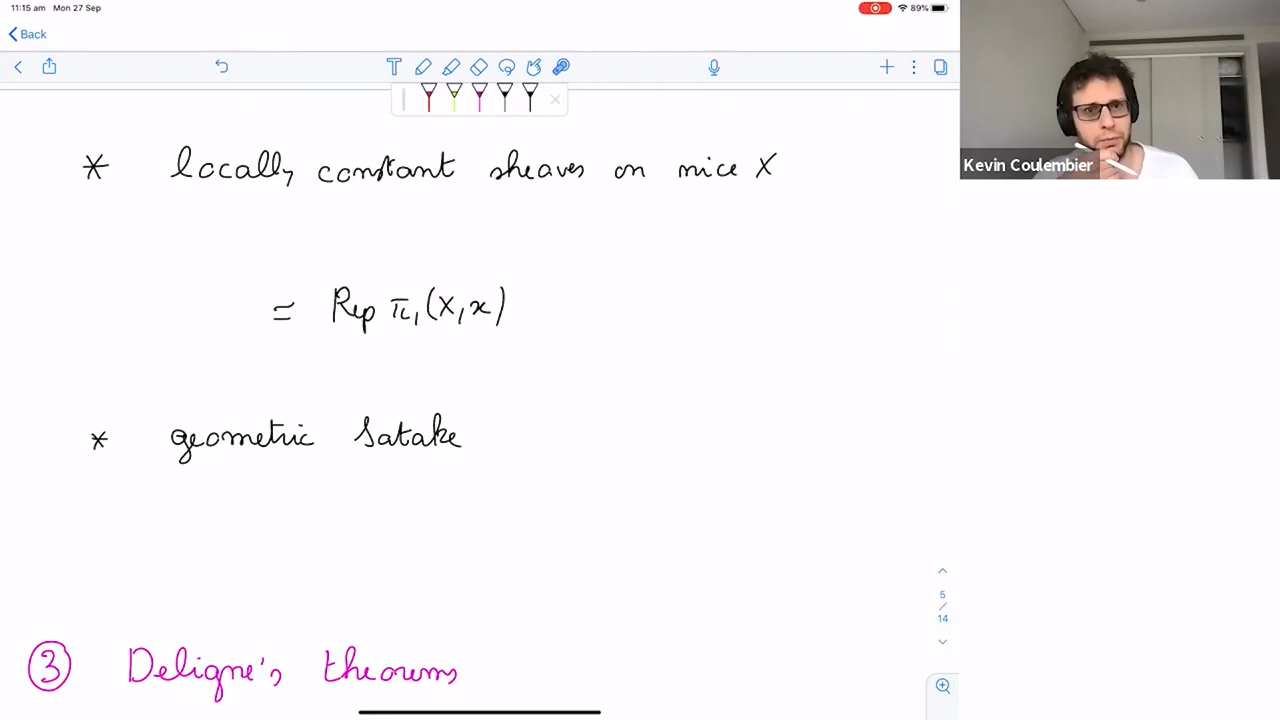 11:15 am Mon 27 Sep
89%
Back
* locally constant sheaves on nice X
Kevin Coulembier
= Rep π₁(X,x)
* geometric Satake
5
/
14
③ Deligne's theorems